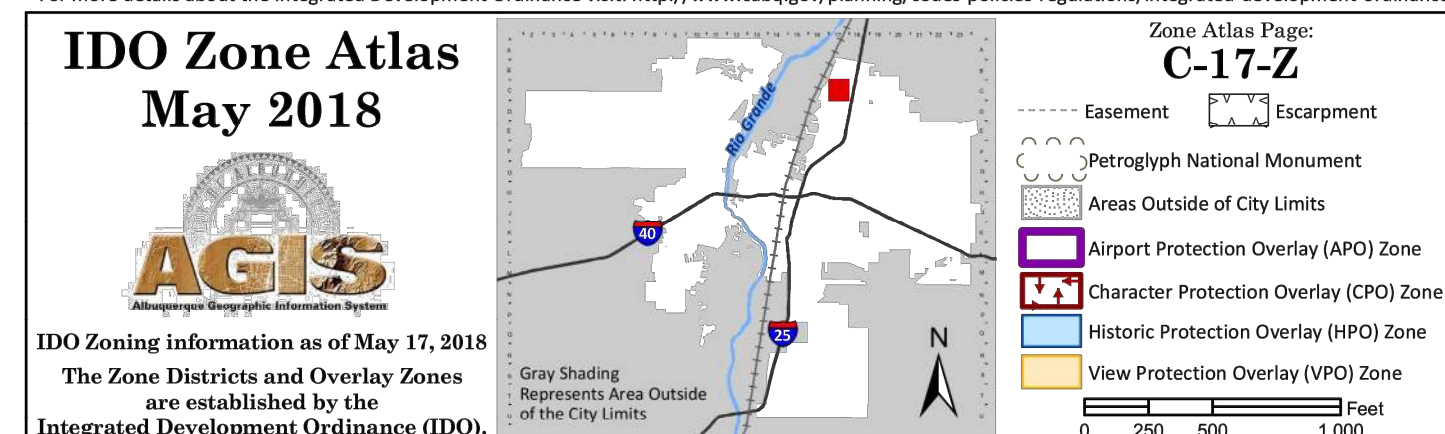 IDO Zone Atlas
May 2018
AGIS
Albuquerque Geographic Information System
IDO Zoning information as of May 17, 2018
The Zone Districts and Overlay Zones
are established by the
Integrated Development Ordinance (IDO).
Rio Grande
40
25
Gray Shading
Represents Area Outside
of the City Limits
N
Zone Atlas Page:
C-17-Z
Easement
Escarpment
Petroglyph National Monument
Areas Outside of City Limits
Airport Protection Overlay (APO) Zone
Character Protection Overlay (CPO) Zone
Historic Protection Overlay (HPO) Zone
View Protection Overlay (VPO) Zone
Feet
0 250 500 1,000